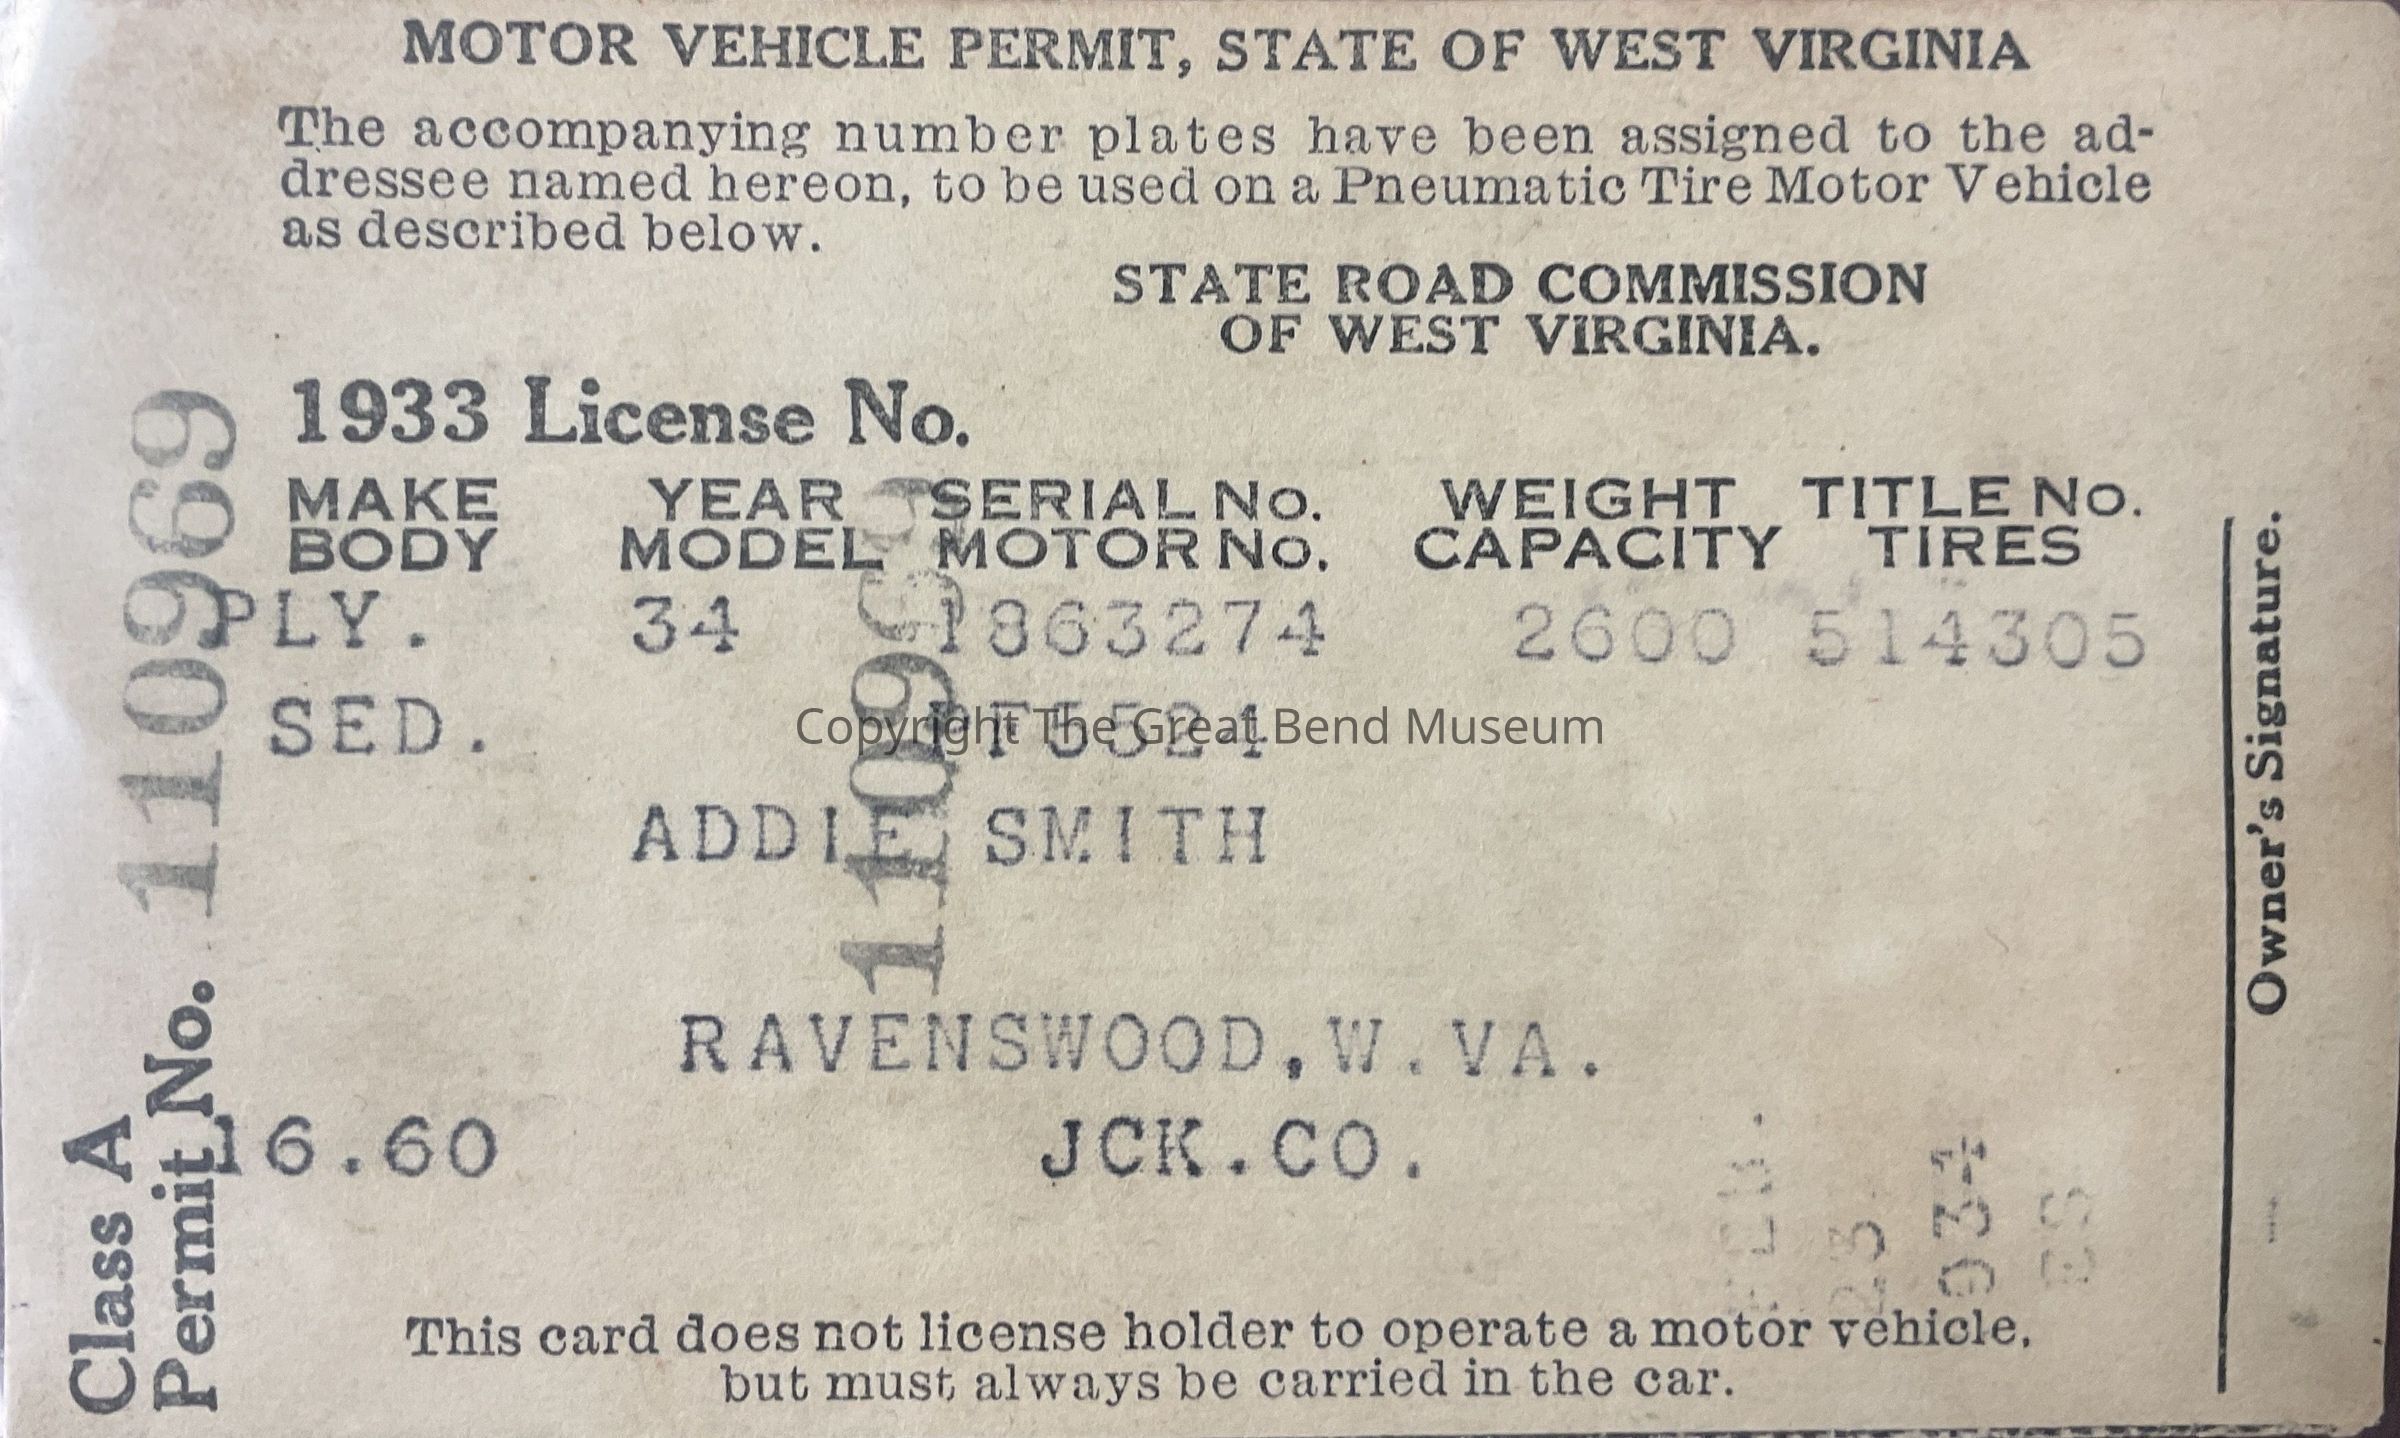 MOTOR VEHICLE PERMIT, STATE OF WEST VIRGINIA
The accompanying number plates have been assigned to the ad-
dressee named hereon, to be used on a Pneumatic Tire Motor Vehicle
as described below.
STATE ROAD COMMISSION
OF WEST VIRGINIA.
1933 License No.
MAKE YEAR SERIAL No. WEIGHT TITLE No.
BODY MODEL MOTOR No. CAPACITY TIRES
PLY. 34 1863274 2600 514305
SED.
Copyright The Great Bend Museum
ADDIE SMITH
RAVENSWOOD,W.VA.
16.60 JCK.CO.
This card does not license holder to operate a motor vehicle,
but must always be carried in the car.
Class A
Permit No. 110969
110969
Owner's Signature.